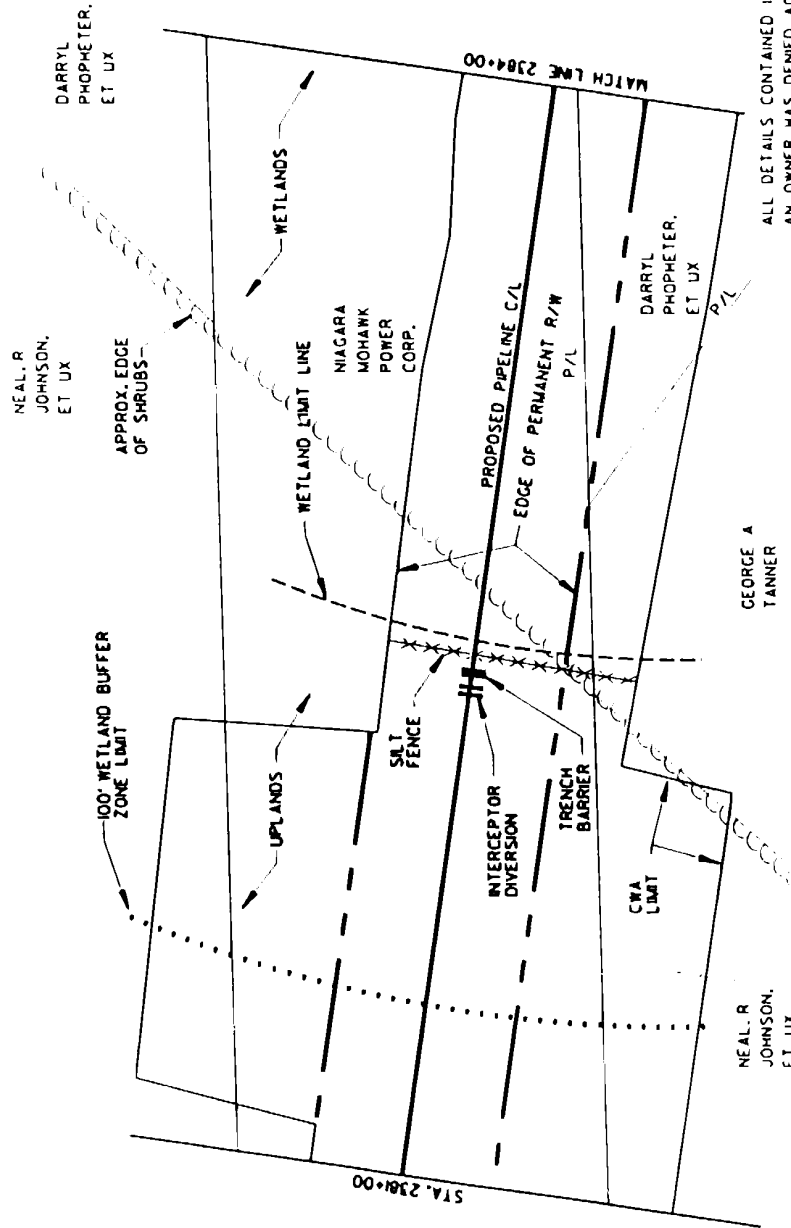 NEAL. R
JOHNSON,
ET UX
DARRYL
PHOPHETER,
ET UX
100' WETLAND BUFFER
ZONE LIMIT
APPROX. EDGE
OF SHRUBS
WETLANDS
WETLAND LIMIT LINE
UPLANDS
NIAGARA
MOHAWK
POWER
CORP.
MATCH LINE 2384+00
PROPOSED PIPELINE C/L
EDGE OF PERMANENT R/W
P/L
SILT
FENCE
INTERCEPTOR
DIVERSION
TRENCH
BARRIER
STA. 2381+00
DARRYL
PHOPHETER,
ET UX
P/L
CWA
LIMIT
GEORGE A
TANNER
NEAL. R
JOHNSON,
ET UX
ALL DETAILS CONTAINED
AN OWNER HAS DENIED